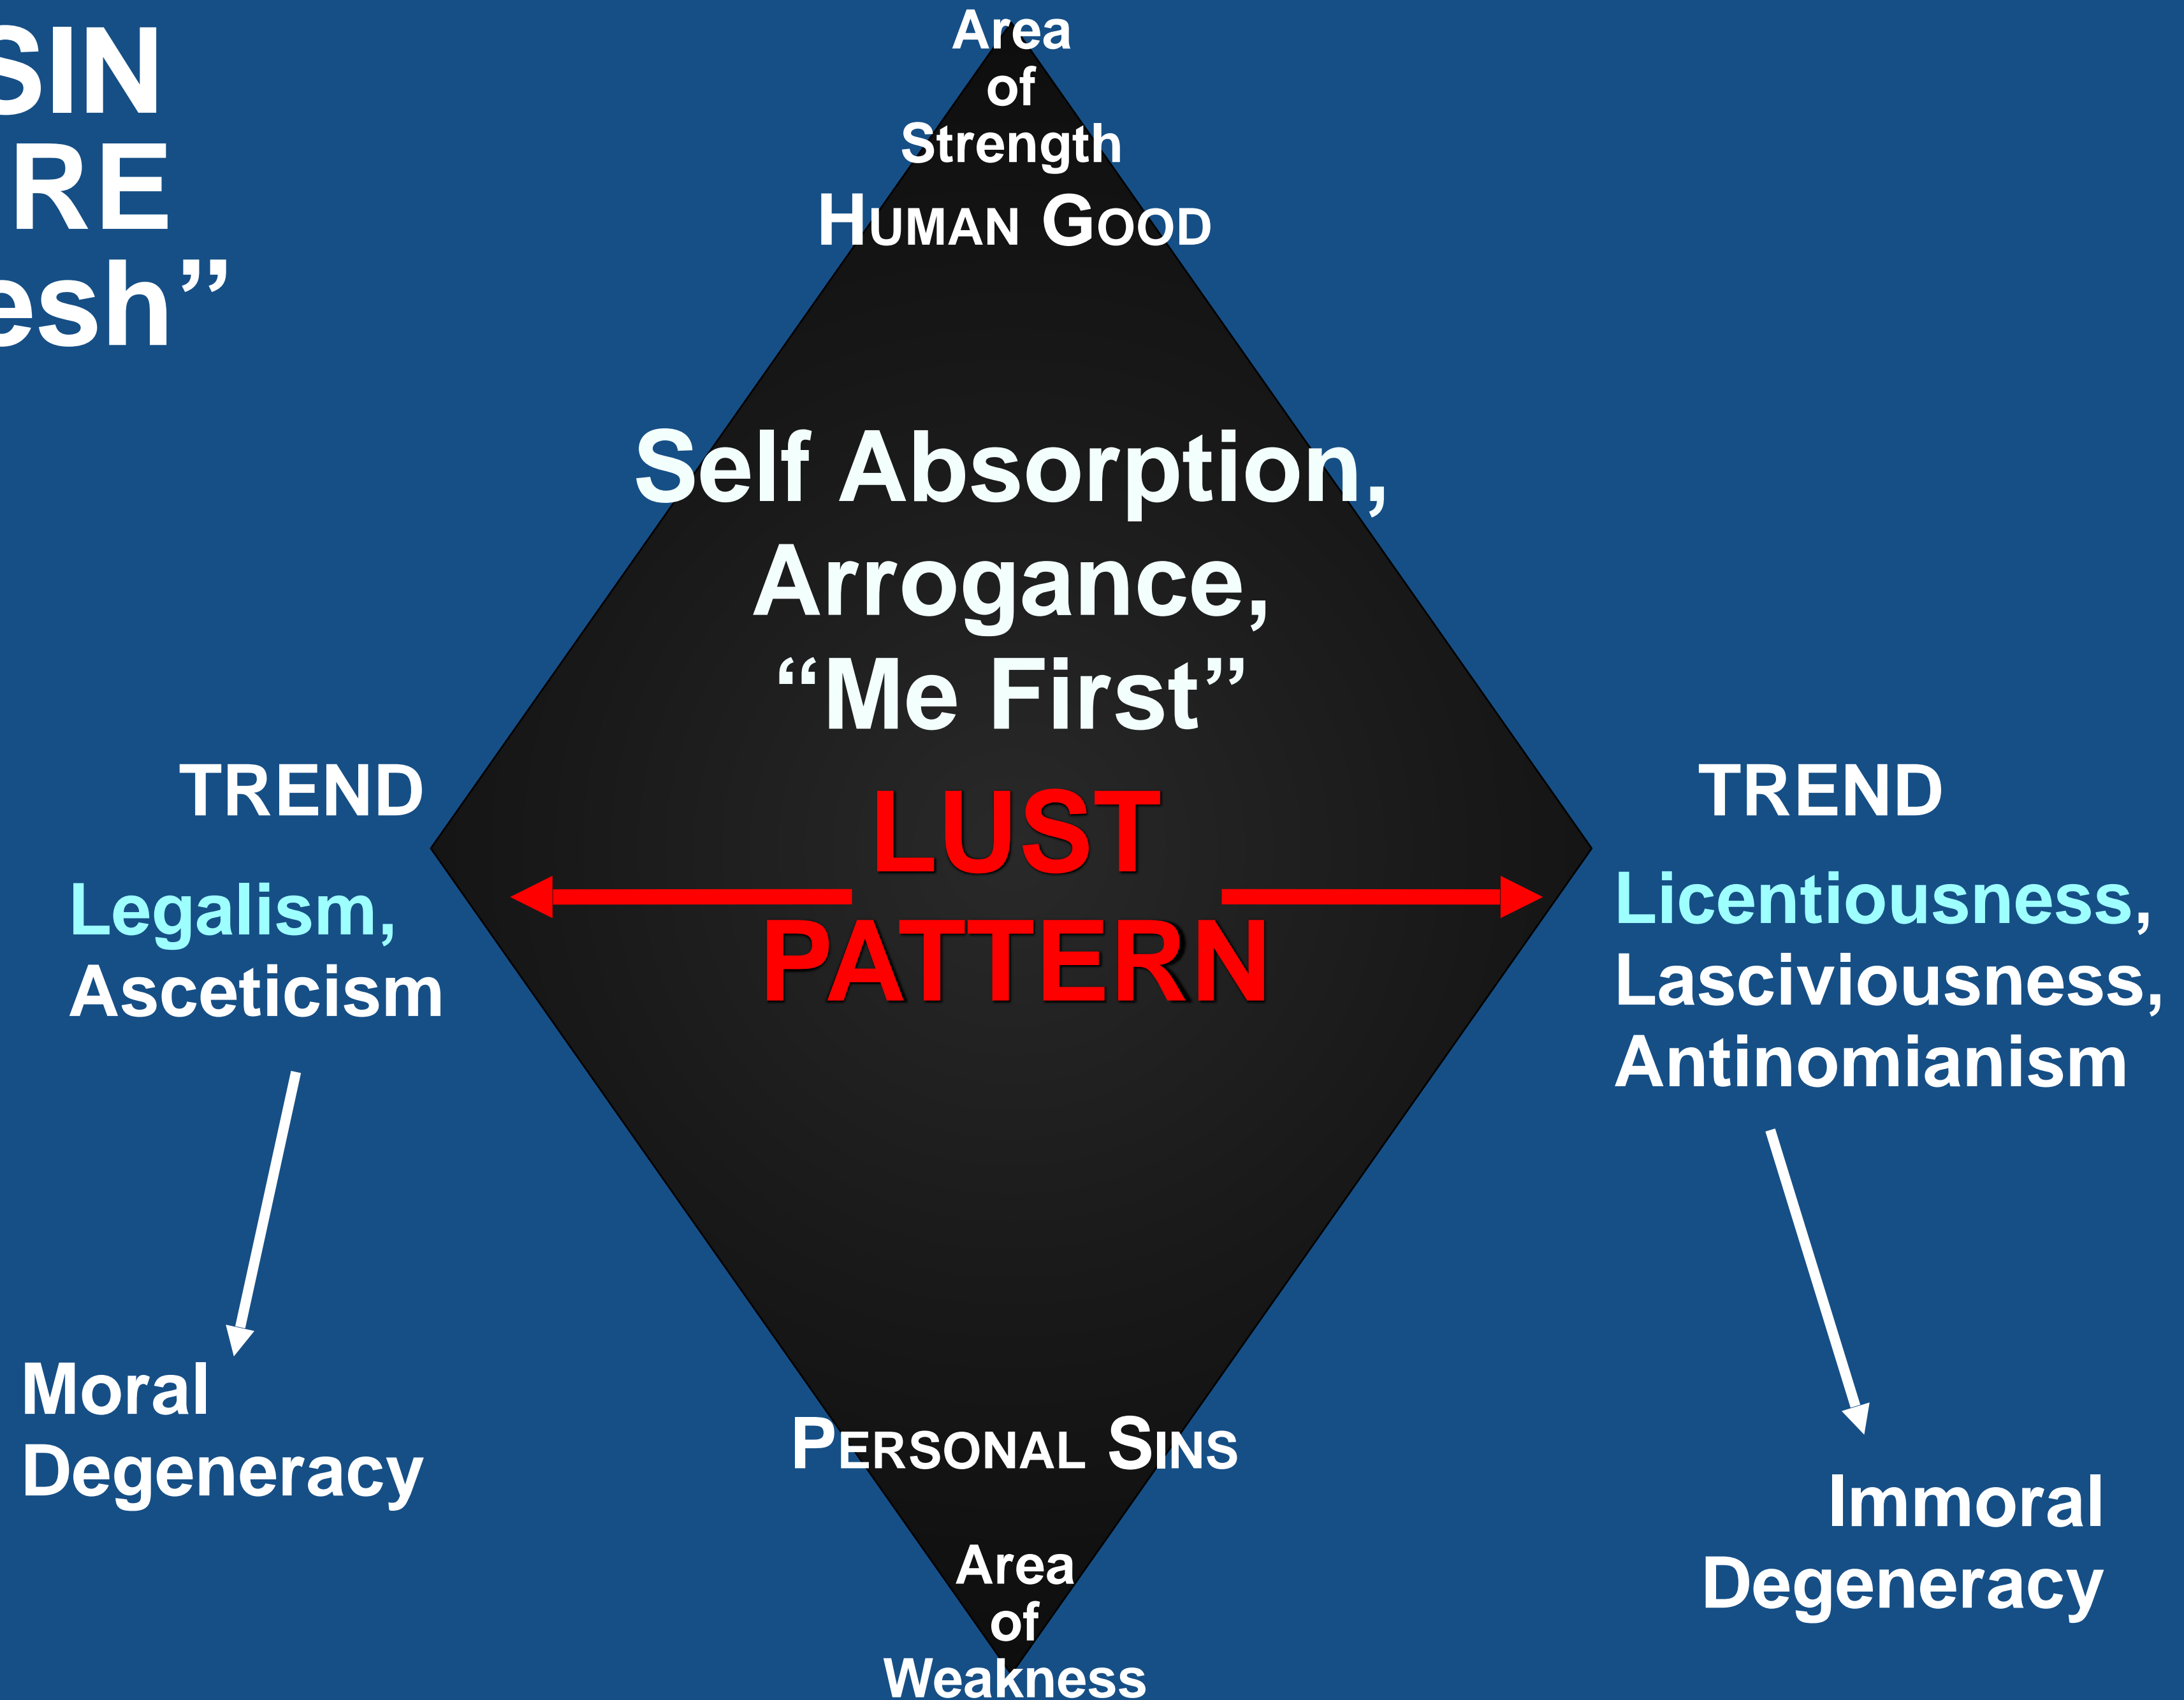 SIN
RE
esh”
Area
of
Strength
HUMAN GOOD
Self Absorption,
Arrogance,
“Me First”
LUST
PATTERN
TREND
Legalism,
Asceticism
Moral
Degeneracy
TREND
Licentiousness,
Lasciviousness,
Antinomianism
Immoral
Degeneracy
PERSONAL SINS
Area
of
Weakness